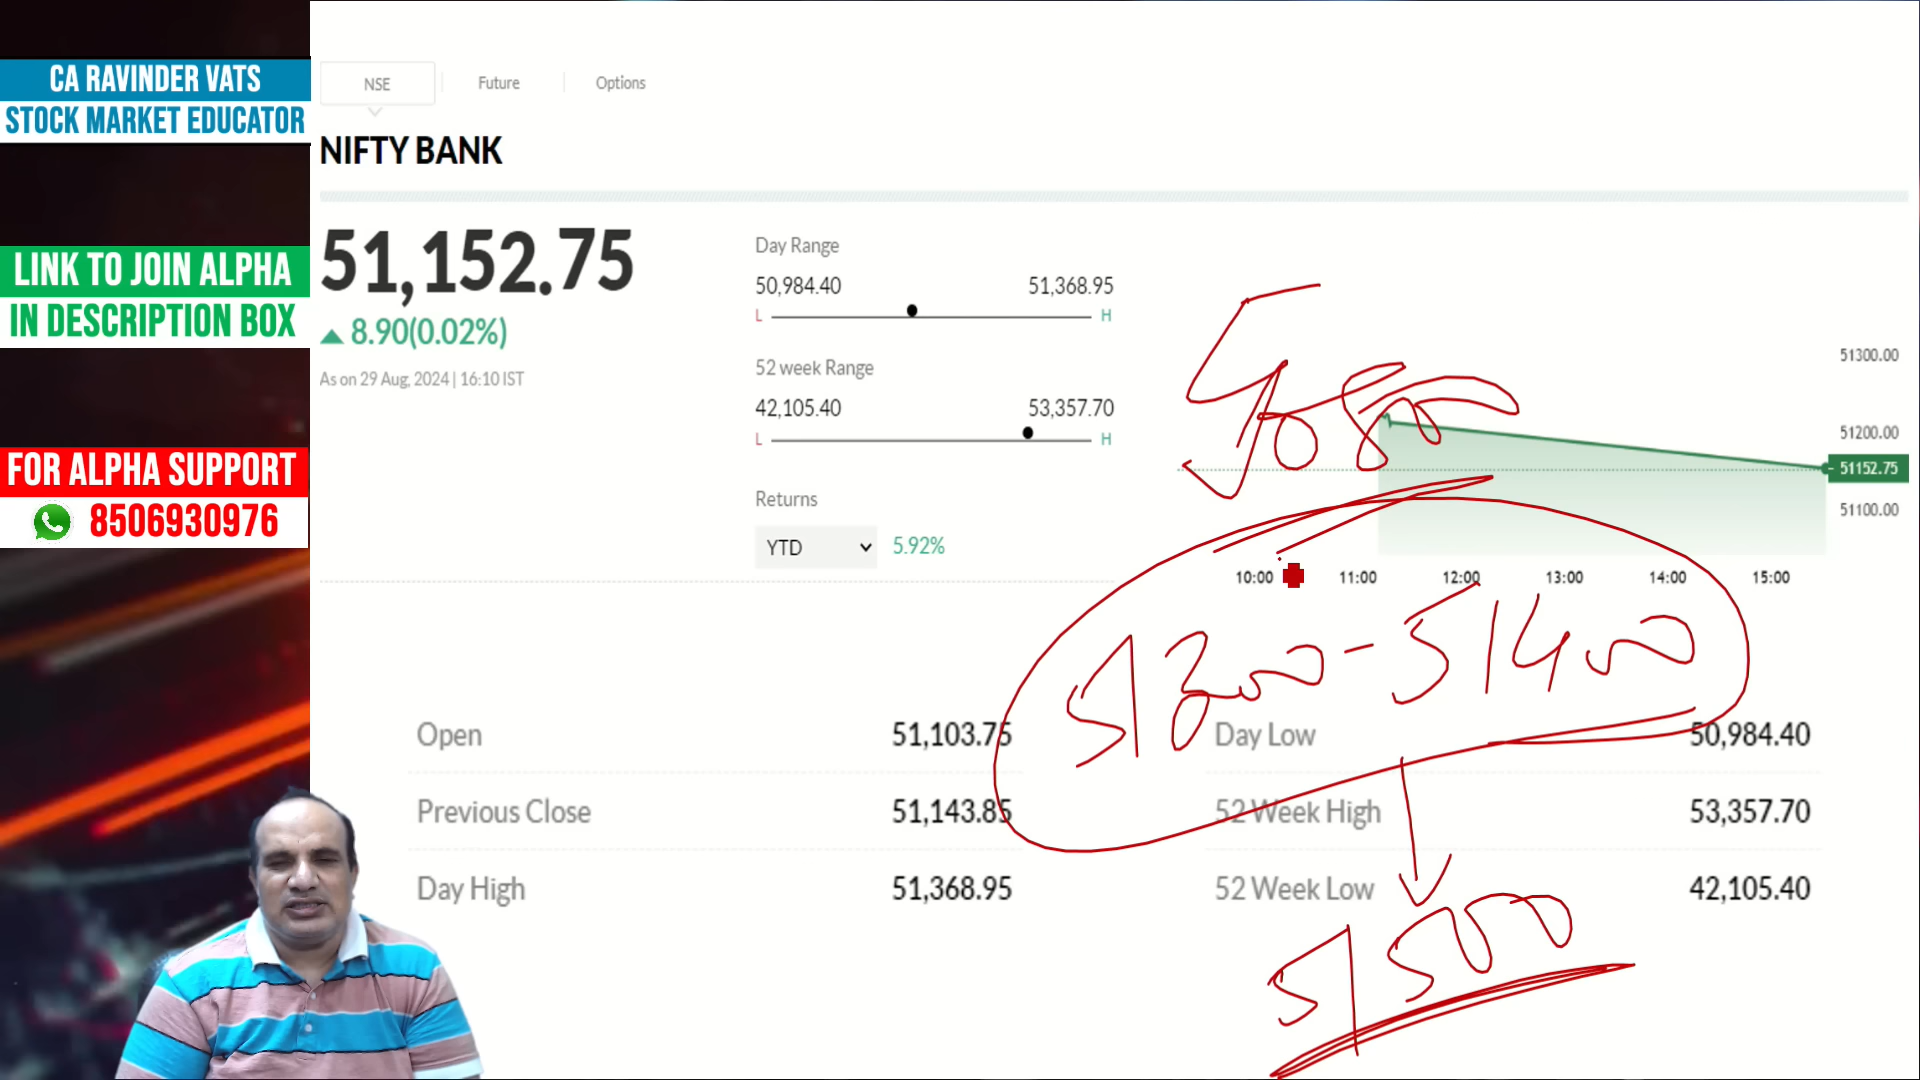 CA RAVINDER VATS
STOCK MARKET EDUCATOR
LINK TO JOIN ALPHA
IN DESCRIPTION BOX
FOR ALPHA SUPPORT
8506930976
NSE
Future
Options
NIFTY BANK
51,152.75
8.90(0.02%)
As on 29 Aug, 2024 | 16:10 IST
Day Range
50,984.40 51,368.95
L H
52 week Range
42,105.40 53,357.70
L H
Returns
YTD 5.92%
51300.00
51200.00
51152.75
51100.00
10:00 11:00 12:00 13:00 14:00 15:00
51300 - 51400
Open 51,103.75
Day Low 50,984.40
Previous Close 51,143.85
52 Week High 53,357.70
Day High 51,368.95
52 Week Low 42,105.40
51500